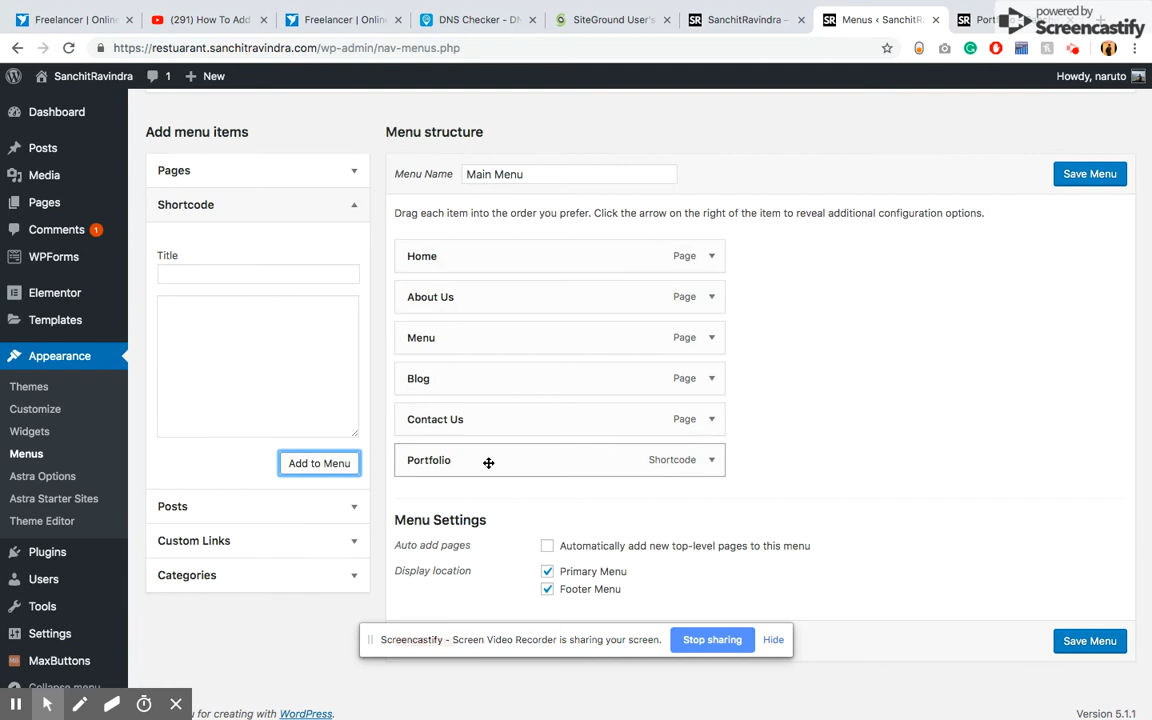 Freelancer | Onlin
(291) How To Add
Freelancer | Onlin
DNS Checker - DN
SiteGround User's
SanchitRavindra –
Menus ‹ SanchitR
Port
powered by
Screencastify
https://restuarant.sanchitravindra.com/wp-admin/nav-menus.php
SanchitRavindra
1
New
Howdy, naruto
Dashboard
Posts
Media
Pages
Comments 1
WPForms
Elementor
Templates
Appearance
Themes
Customize
Widgets
Menus
Astra Options
Astra Starter Sites
Theme Editor
Plugins
Users
Tools
Settings
MaxButtons
Collapse menu
Add menu items
Pages
Shortcode
Title
Add to Menu
Posts
Custom Links
Categories
Menu structure
Menu Name Main Menu
Save Menu
Drag each item into the order you prefer. Click the arrow on the right of the item to reveal additional configuration options.
Home Page
About Us Page
Menu Page
Blog Page
Contact Us Page
Portfolio Shortcode
Menu Settings
Auto add pages
Automatically add new top-level pages to this menu
Display location
Primary Menu
Footer Menu
Screencastify - Screen Video Recorder is sharing your screen.
Stop sharing
Hide
Save Menu
u for creating with WordPress.
Version 5.1.1